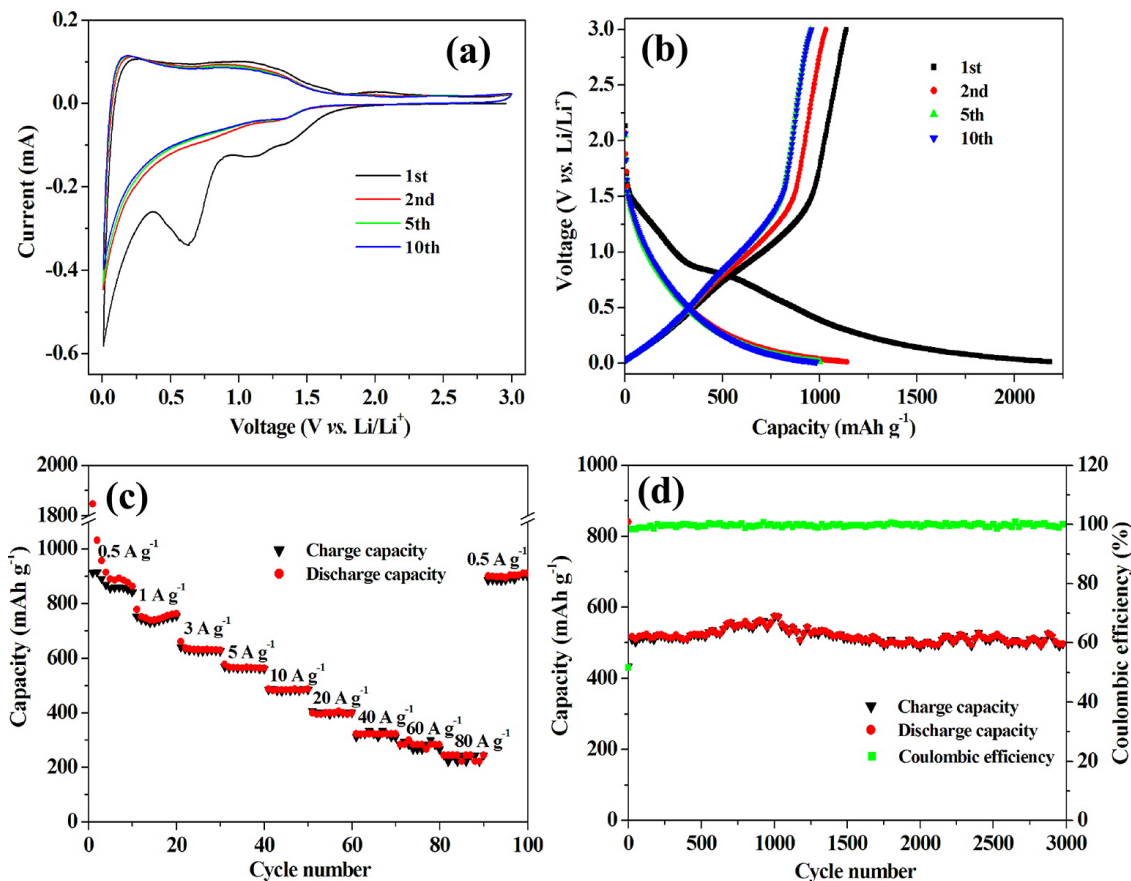 (a)
0.2
0.0
-0.2
-0.4
-0.6
Current (mA)
1st
2nd
5th
10th
0.0 0.5 1.0 1.5 2.0 2.5 3.0
Voltage (V vs. Li/Li⁺)
(b)
3.0
2.5
2.0
1.5
1.0
0.5
0.0
Voltage (V vs. Li/Li⁺)
1st
2nd
5th
10th
0 500 1000 1500 2000
Capacity (mAh g⁻¹)
(c)
2000
1800
1000
800
600
400
200
0
Capacity (mAh g⁻¹)
Charge capacity
Discharge capacity
0.5 A g⁻¹
1 A g⁻¹
3 A g⁻¹
5 A g⁻¹
10 A g⁻¹
20 A g⁻¹
40 A g⁻¹
60 A g⁻¹
80 A g⁻¹
0.5 A g⁻¹
0 20 40 60 80 100
Cycle number
(d)
1000
800
600
400
200
0
Capacity (mAh g⁻¹)
Charge capacity
Discharge capacity
Coulombic efficiency
120
100
80
60
40
20
0
Coulombic efficiency (%)
0 500 1000 1500 2000 2500 3000
Cycle number